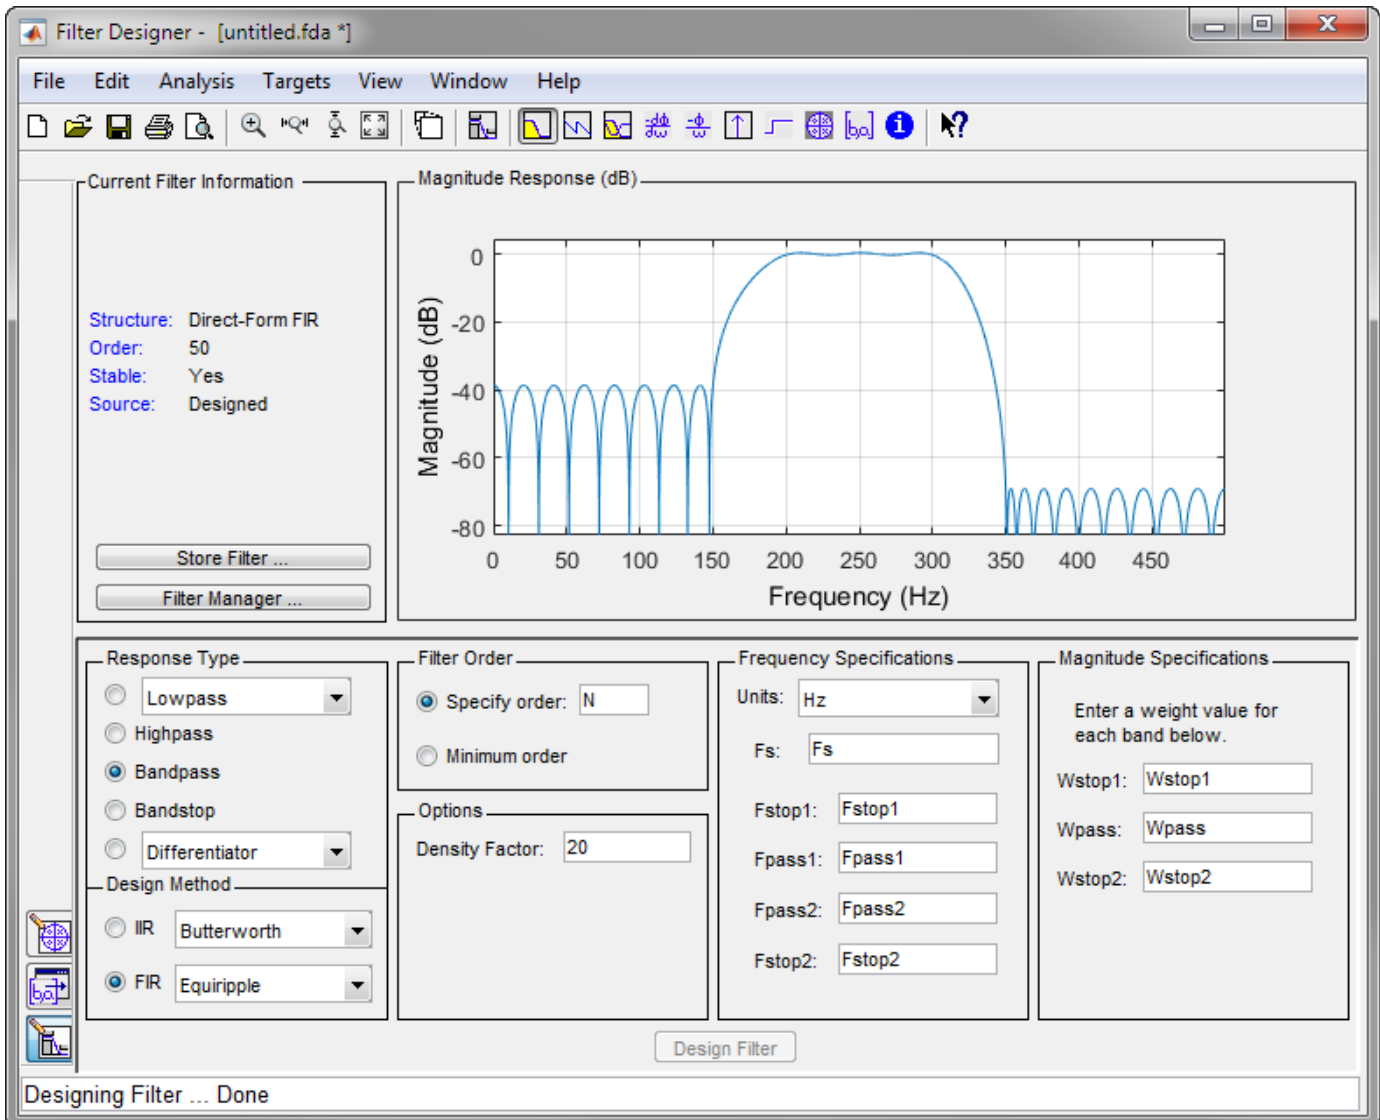 Filter Designer - [untitled.fda *]
File Edit Analysis Targets View Window Help
Current Filter Information
Structure: Direct-Form FIR
Order: 50
Stable: Yes
Source: Designed
Store Filter ...
Filter Manager ...
Magnitude Response (dB)
0
-20
-40
-60
-80
Magnitude (dB)
0 50 100 150 200 250 300 350 400 450
Frequency (Hz)
Response Type
Lowpass
Highpass
Bandpass
Bandstop
Differentiator
Design Method
IIR Butterworth
FIR Equiripple
Filter Order
Specify order: N
Minimum order
Options
Density Factor: 20
Frequency Specifications
Units: Hz
Fs: Fs
Fstop1: Fstop1
Fpass1: Fpass1
Fpass2: Fpass2
Fstop2: Fstop2
Magnitude Specifications
Enter a weight value for
each band below.
Wstop1: Wstop1
Wpass: Wpass
Wstop2: Wstop2
Design Filter
Designing Filter ... Done